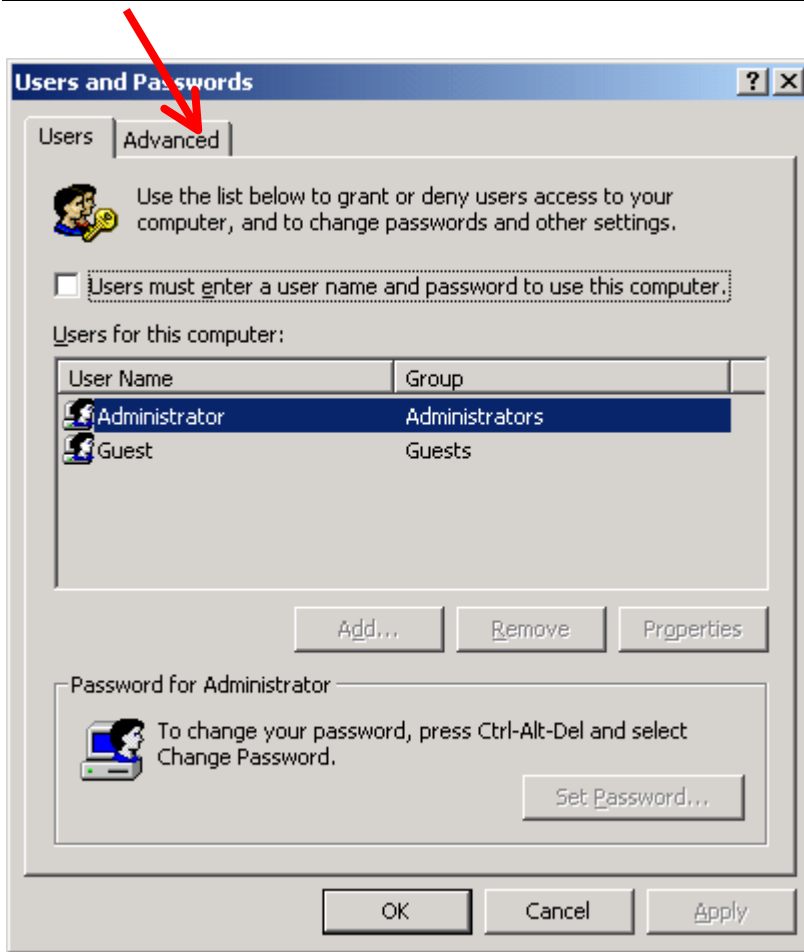 Users and Passwords
Users Advanced
Use the list below to grant or deny users access to your
computer, and to change passwords and other settings.
Users must enter a user name and password to use this computer.
Users for this computer:
User Name Group
Administrator Administrators
Guest Guests
Add... Remove Properties
Password for Administrator
To change your password, press Ctrl-Alt-Del and select
Change Password.
Set Password...
OK Cancel Apply